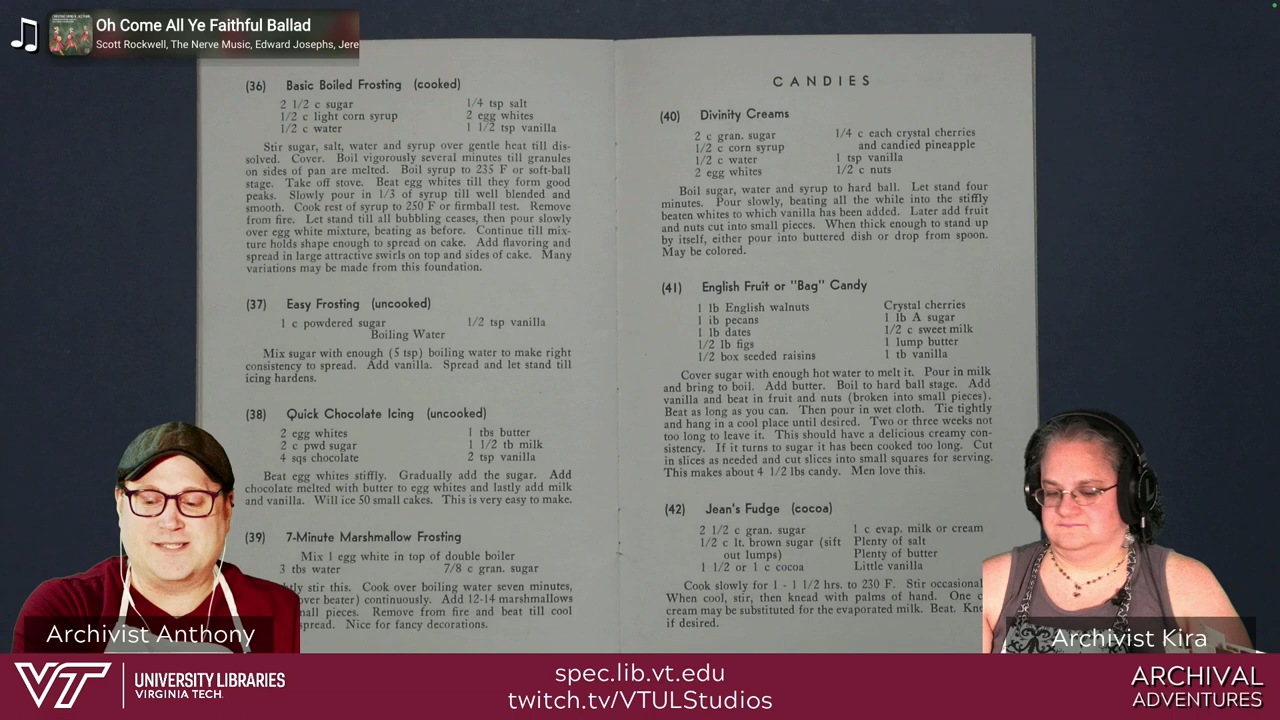 Oh Come All Ye Faithful Ballad
Scott Rockwell, The Nerve Music, Edward Josephs, Jere
(36) Basic Boiled Frosting (cooked)
2 1/2 c sugar 1/4 tsp salt
1/2 c light corn syrup 2 egg whites
1/2 c water 1 1/2 tsp vanilla
Stir sugar, salt, water and syrup over gentle heat till dis-
solved. Cover. Boil vigorously several minutes till granules
on sides of pan are melted. Boil syrup to 235 F or soft-ball
stage. Take off stove. Beat egg whites till they form good
peaks. Slowly pour in 1/3 of syrup till well blended and
smooth. Cook rest of syrup to 250 F or firmball test. Remove
from fire. Let stand till all bubbling ceases, then pour slowly
over egg white mixture, beating as before. Continue till mix-
ture holds shape enough to spread on cake. Add flavoring and
spread in large attractive swirls on top and sides of cake. Many
variations may be made from this foundation.
(37) Easy Frosting (uncooked)
1 c powdered sugar 1/2 tsp vanilla
Boiling Water
Mix sugar with enough (5 tsp) boiling water to make right
consistency to spread. Add vanilla. Spread and let stand till
icing hardens.
(38) Quick Chocolate Icing (uncooked)
2 egg whites 1 tbs butter
2 c pwd sugar 1 1/2 tb milk
4 sqs chocolate 2 tsp vanilla
Beat egg whites stiffly. Gradually add the sugar. Add
chocolate melted with butter to egg whites and lastly add milk
and vanilla. Will ice 50 small cakes. This is very easy to make.
(39) 7-Minute Marshmallow Frosting
Mix 1 egg white in top of double boiler
3 tbs water 7/8 c gran. sugar
stir this. Cook over boiling water seven minutes,
over beater) continuously. Add 12-14 marshmallows
pieces. Remove from fire and beat till cool
spread. Nice for fancy decorations.
CANDIES
(40) Divinity Creams
2 c gran. sugar 1/4 c each crystal cherries
1/2 c corn syrup and candied pineapple
1/2 c water 1 tsp vanilla
2 egg whites 1/2 c nuts
Boil sugar, water and syrup to hard ball. Let stand four
minutes. Pour slowly, beating all the while into the stiffly
beaten whites to which vanilla has been added. Later add fruit
and nuts cut into small pieces. When thick enough to stand up
by itself, either pour into buttered dish or drop from spoon.
May be colored.
(41) English Fruit or "Bag" Candy
1 lb English walnuts Crystal cherries
1 ib pecans 1 lb A sugar
1 lb dates 1/2 c sweet milk
1/2 lb figs 1 lump butter
1/2 box seeded raisins 1 tb vanilla
Cover sugar with enough hot water to melt it. Pour in milk
and bring to boil. Add butter. Boil to hard ball stage. Add
vanilla and beat in fruit and nuts (broken into small pieces).
Beat as long as you can. Then pour in wet cloth. Tie tightly
and hang in a cool place until desired. Two or three weeks not
too long to leave it. This should have a delicious creamy con-
sistency. If it turns to sugar it has been cooked too long. Cut
in slices as needed and cut slices into small squares for serving.
This makes about 4 1/2 lbs candy. Men love this.
(42) Jean's Fudge (cocoa)
2 1/2 c gran. sugar 1 c evap. milk or cream
1/2 c lt. brown sugar (sift Plenty of salt
out lumps) Plenty of butter
1 1/2 or 1 c cocoa Little vanilla
Cook slowly for 1 - 1 1/2 hrs. to 230 F. Stir occasional
When cool, stir, then knead with palms of hand. One c
cream may be substituted for the evaporated milk. Beat. Kne
if desired.
Archivist Anthony
Archivist Kira
VT UNIVERSITY LIBRARIES
VIRGINIA TECH.
spec.lib.vt.edu
twitch.tv/VTULStudios
ARCHIVAL
ADVENTURES